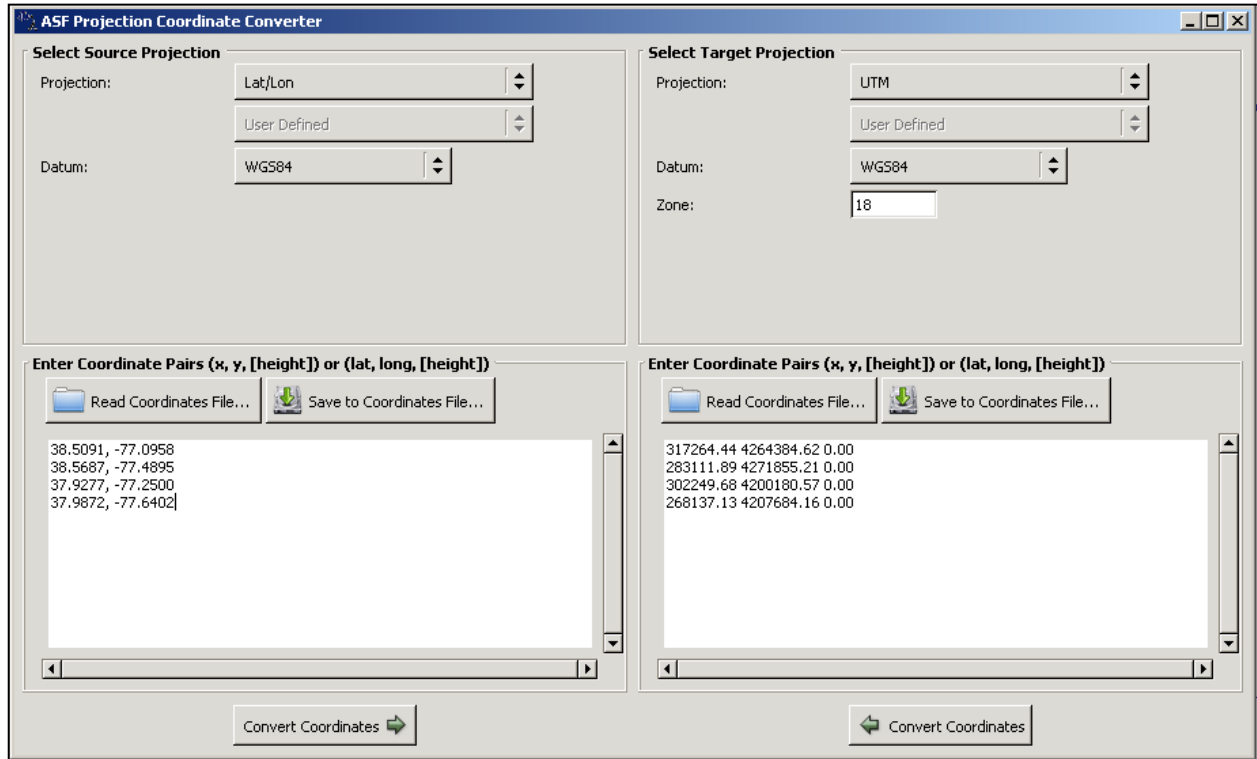 ASF Projection Coordinate Converter
Select Source Projection
Projection: Lat/Lon
User Defined
Datum: WGS84
Select Target Projection
Projection: UTM
User Defined
Datum: WGS84
Zone: 18
Enter Coordinate Pairs (x, y, [height]) or (lat, long, [height])
Read Coordinates File... Save to Coordinates File...
38.5091, -77.0958
38.5687, -77.4895
37.9277, -77.2500
37.9872, -77.6402
Convert Coordinates
Enter Coordinate Pairs (x, y, [height]) or (lat, long, [height])
Read Coordinates File... Save to Coordinates File...
317264.44 4264384.62 0.00
283111.89 4271855.21 0.00
302249.68 4200180.57 0.00
268137.13 4207684.16 0.00
Convert Coordinates